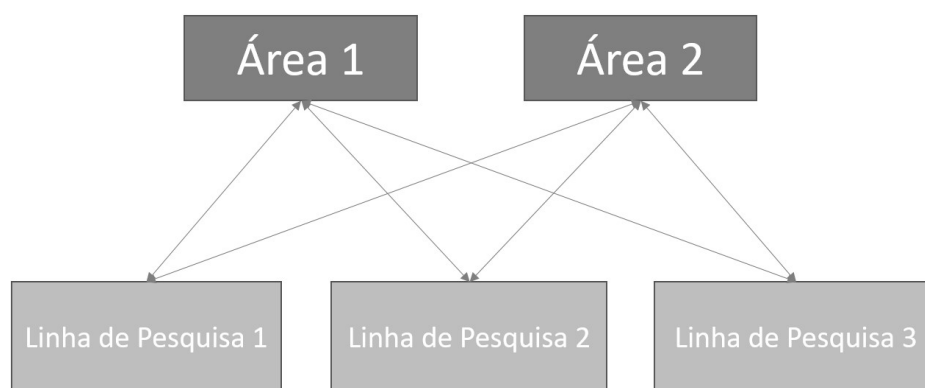 Área 1
Área 2
Linha de Pesquisa 1
Linha de Pesquisa 2
Linha de Pesquisa 3